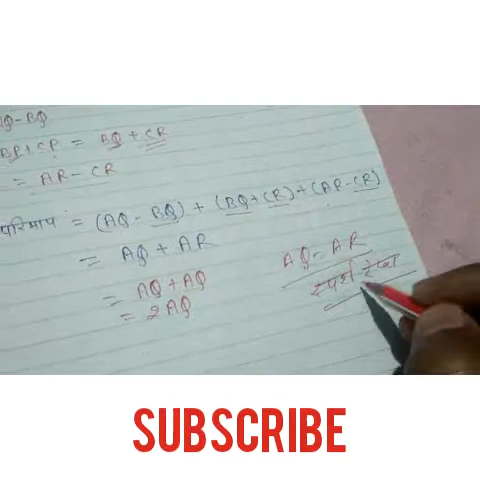 AQ-BQ
BP+CP = BQ + CR
= AR - CR
परिमाप = (AQ - BQ) + (BQ+CR)+(AR-CR)
= AQ + AR
AQ = AR
स्पर्श रेखा
= AQ + AQ
= 2AQ
SUBSCRIBE